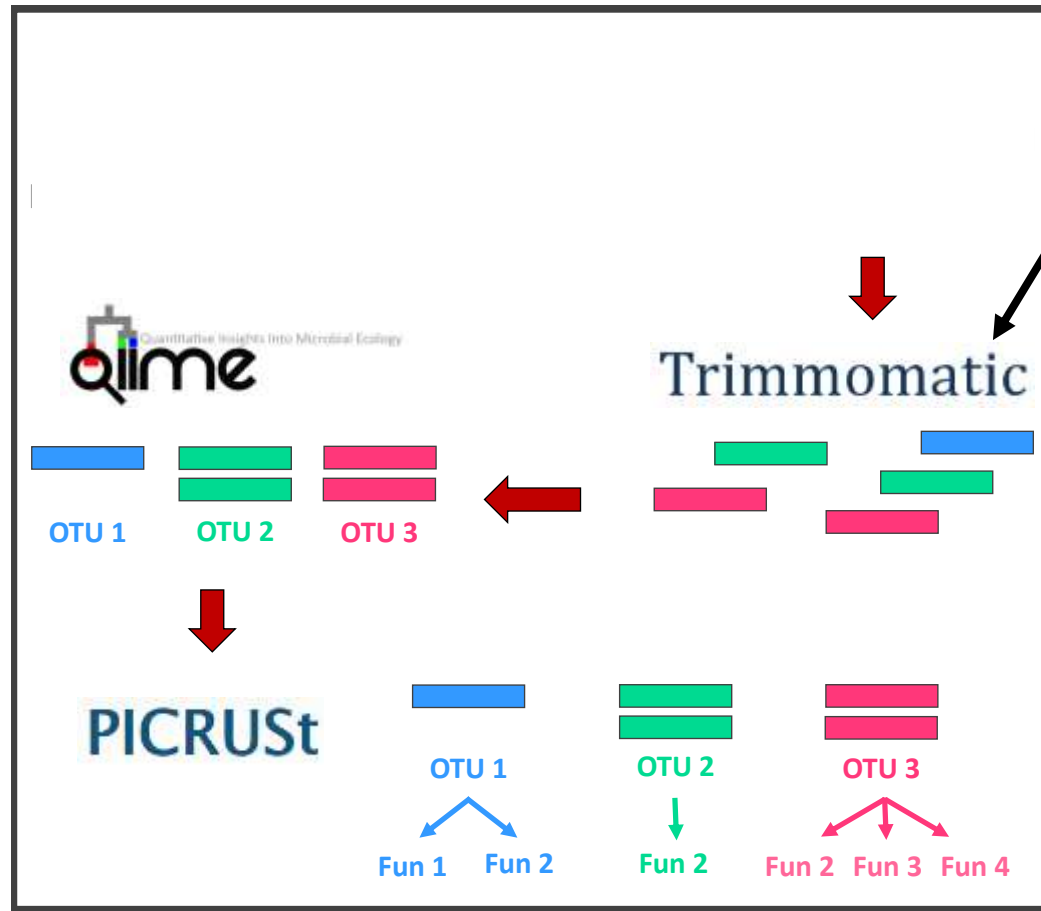 Quantitative Insights Into Microbial Ecology
qiime
Trimmomatic
OTU 1 OTU 2 OTU 3
PICRUSt
OTU 1 OTU 2 OTU 3
Fun 1 Fun 2 Fun 2 Fun 2 Fun 3 Fun 4